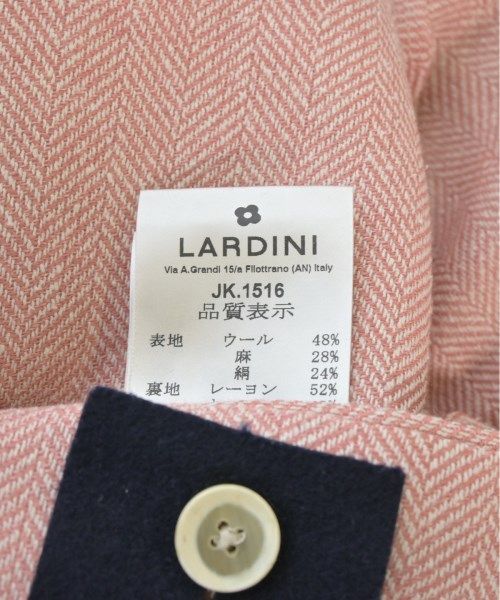 LARDINI
Via A.Grandi 15/a Filottrano (AN) Italy
JK.1516
品質表示
表地 ウール 48%
麻 28%
絹 24%
裏地 レーヨン 52%